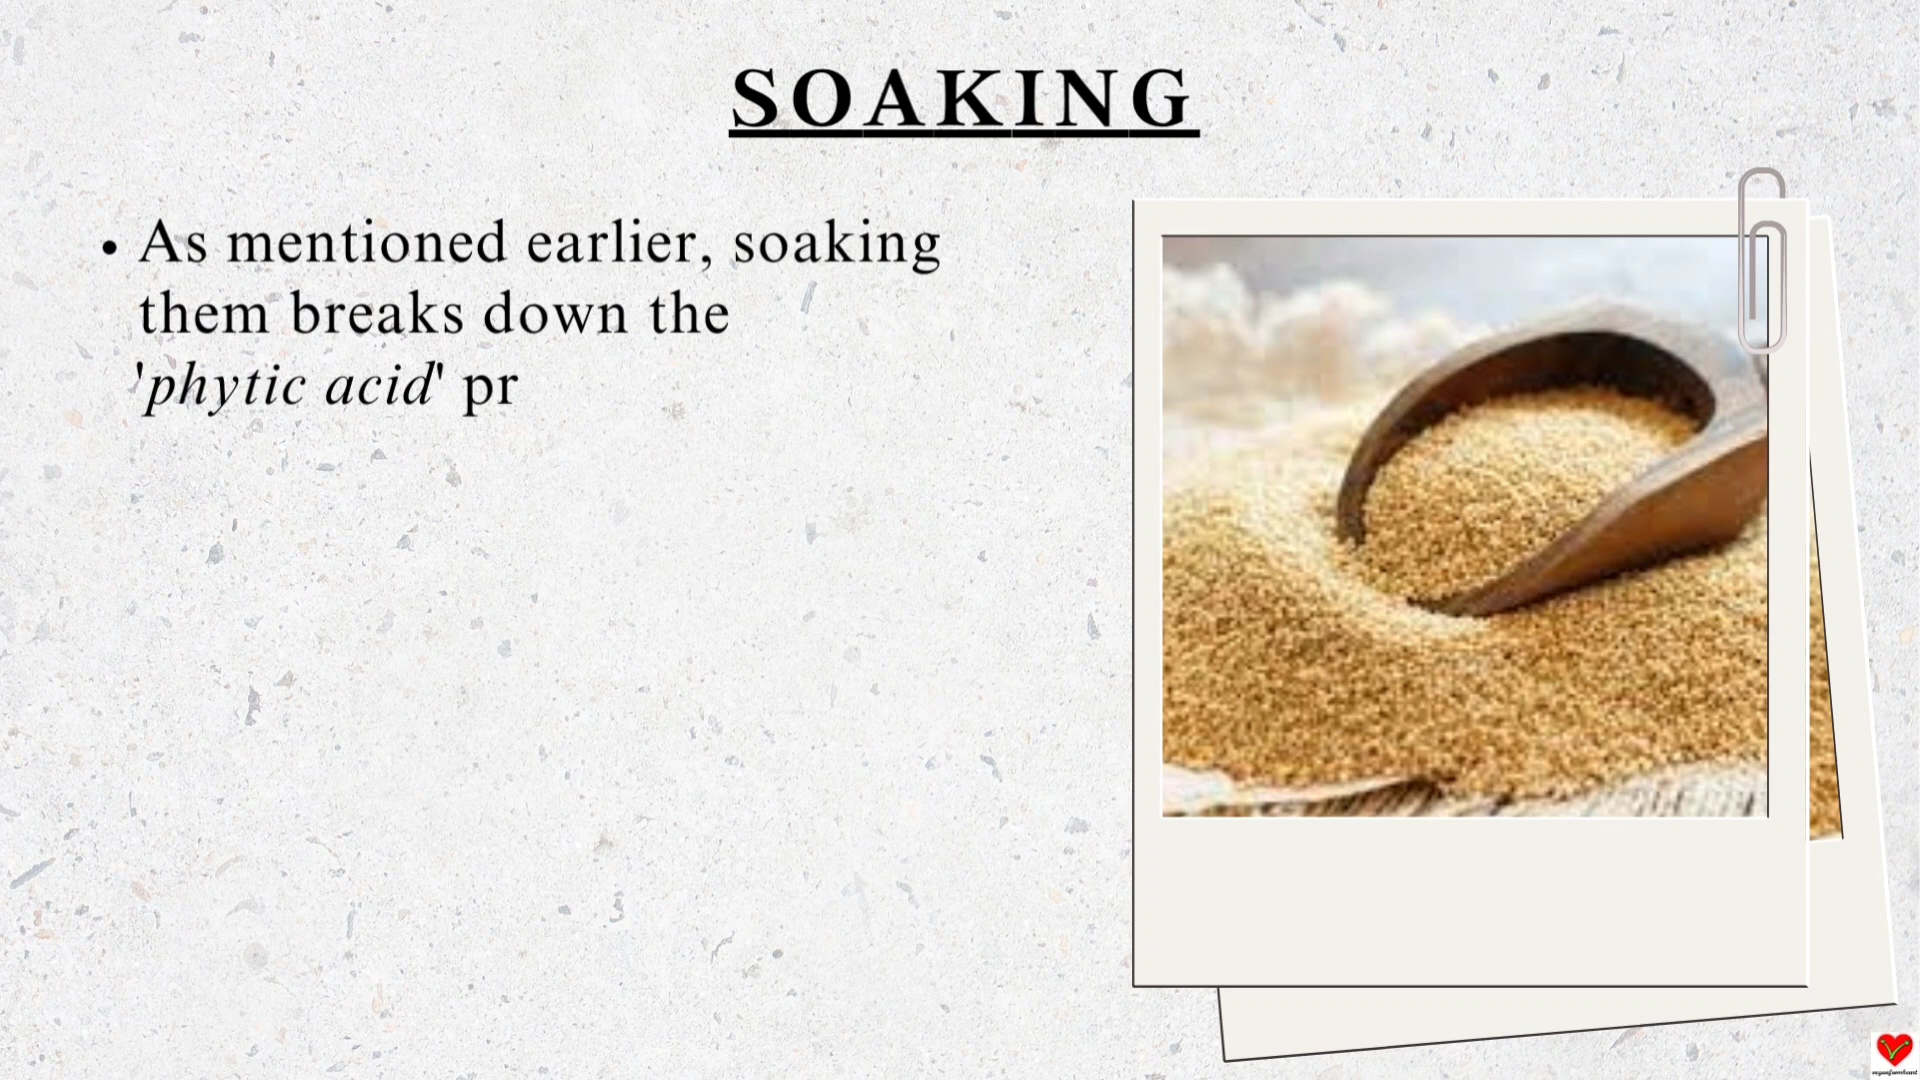 SOAKING
• As mentioned earlier, soaking
them breaks down the
'phytic acid' pr